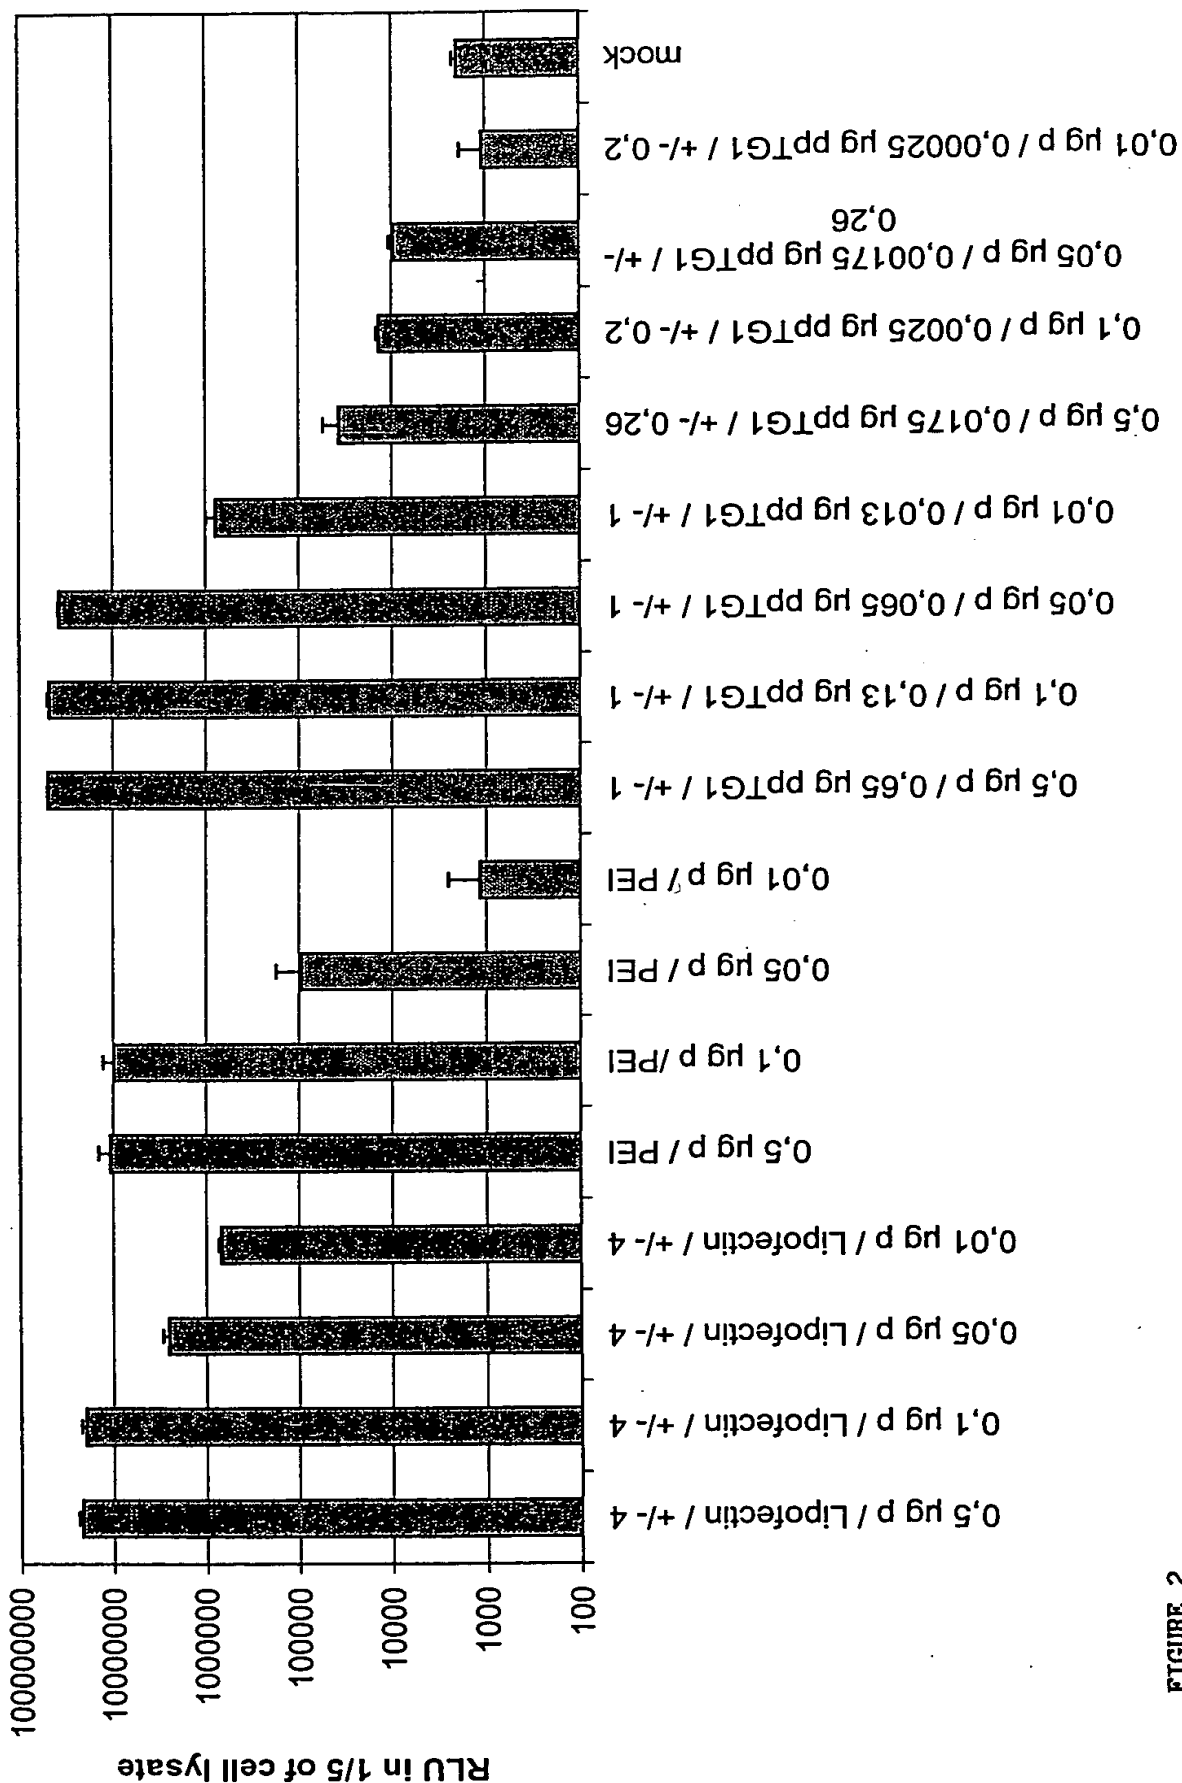 RLU in 1/5 of cell lysate
100000000
10000000
1000000
100000
10000
1000
100
0,5 µg p / Lipofectin / +/- 4
0,1 µg p / Lipofectin / +/- 4
0,05 µg p / Lipofectin / +/- 4
0,01 µg p / Lipofectin / +/- 4
0,5 µg p / PEI
0,1 µg p /PEI
0,05 µg p / PEI
0,01 µg p / PEI
0,5 µg p / 0,65 µg ppTG1 / +/- 1
0,1 µg p / 0,13 µg ppTG1 / +/- 1
0,05 µg p / 0,065 µg ppTG1 / +/- 1
0,01 µg p / 0,013 µg ppTG1 / +/- 1
0,5 µg p / 0,0175 µg ppTG1 / +/- 0,26
0,1 µg p / 0,0025 µg ppTG1 / +/- 0,2
0,05 µg p / 0,00175 µg ppTG1 / +/-
0,26
0,01 µg p / 0,00025 µg ppTG1 / +/- 0,2
mock
FIGURE 2